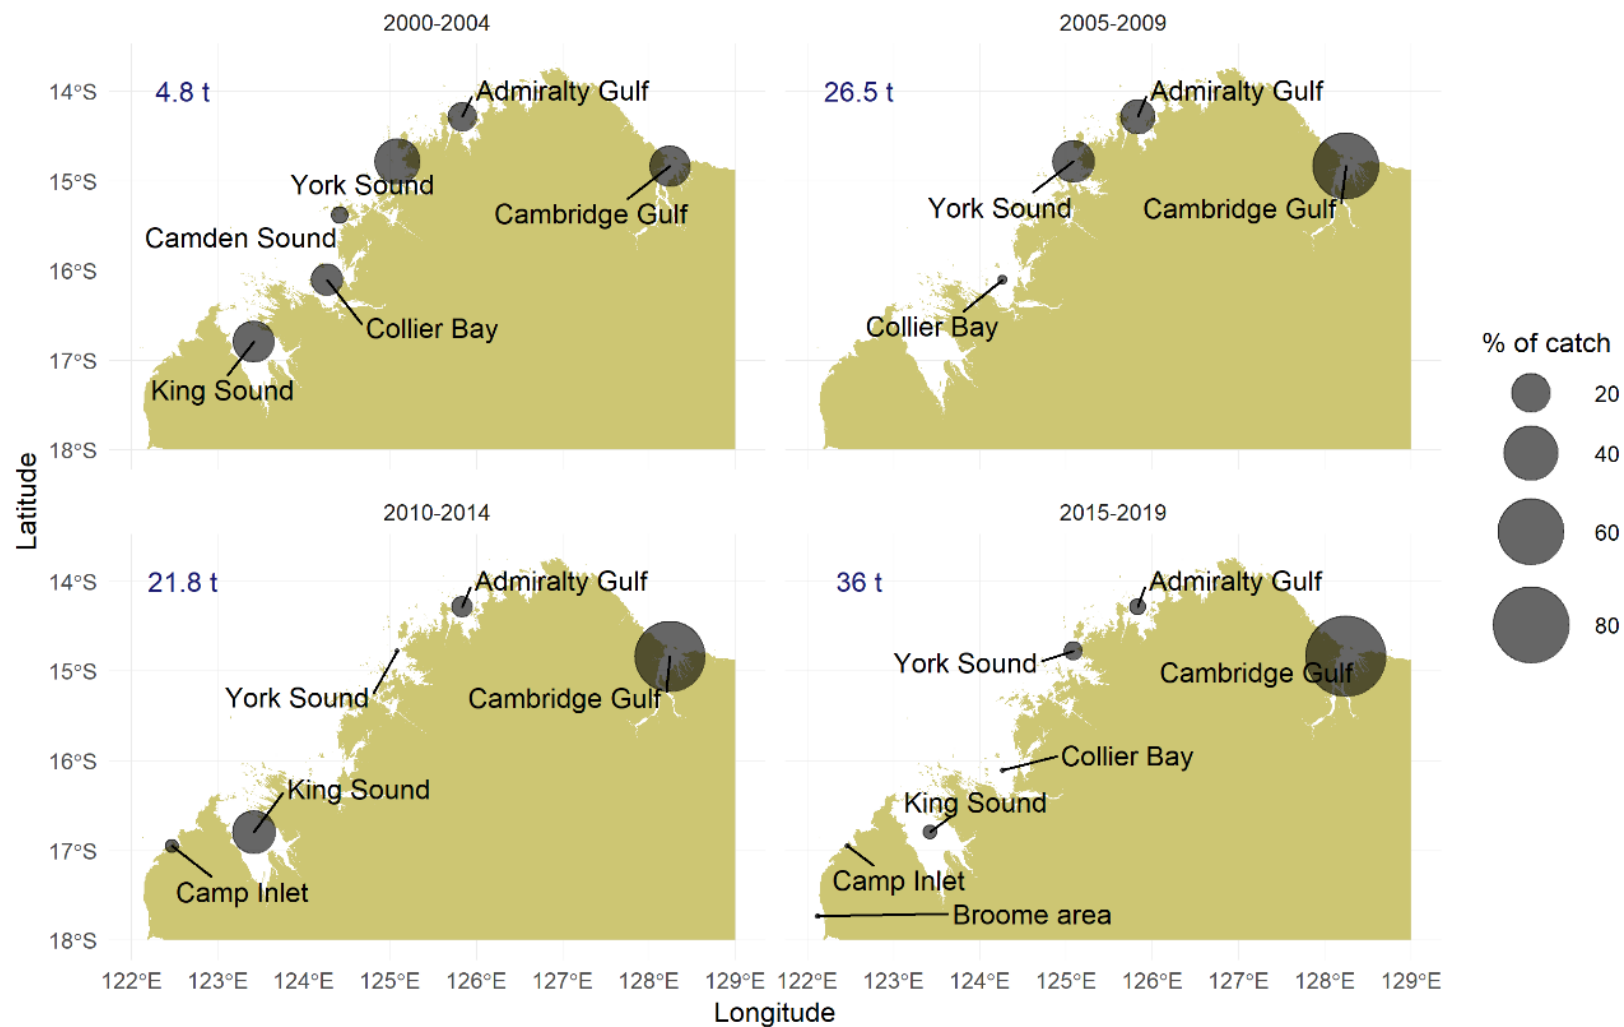 2000-2004
2005-2009
4.8 t
26.5 t
14°S
15°S
16°S
17°S
18°S
Admiralty Gulf
York Sound
Cambridge Gulf
Camden Sound
Collier Bay
King Sound
Admiralty Gulf
York Sound
Cambridge Gulf
Collier Bay
% of catch
20
40
60
80
Latitude
2010-2014
2015-2019
21.8 t
36 t
14°S
15°S
16°S
17°S
18°S
Admiralty Gulf
York Sound
Cambridge Gulf
King Sound
Camp Inlet
Admiralty Gulf
York Sound
Cambridge Gulf
Collier Bay
King Sound
Camp Inlet
Broome area
122°E 123°E 124°E 125°E 126°E 127°E 128°E 129°E
122°E 123°E 124°E 125°E 126°E 127°E 128°E 129°E
Longitude